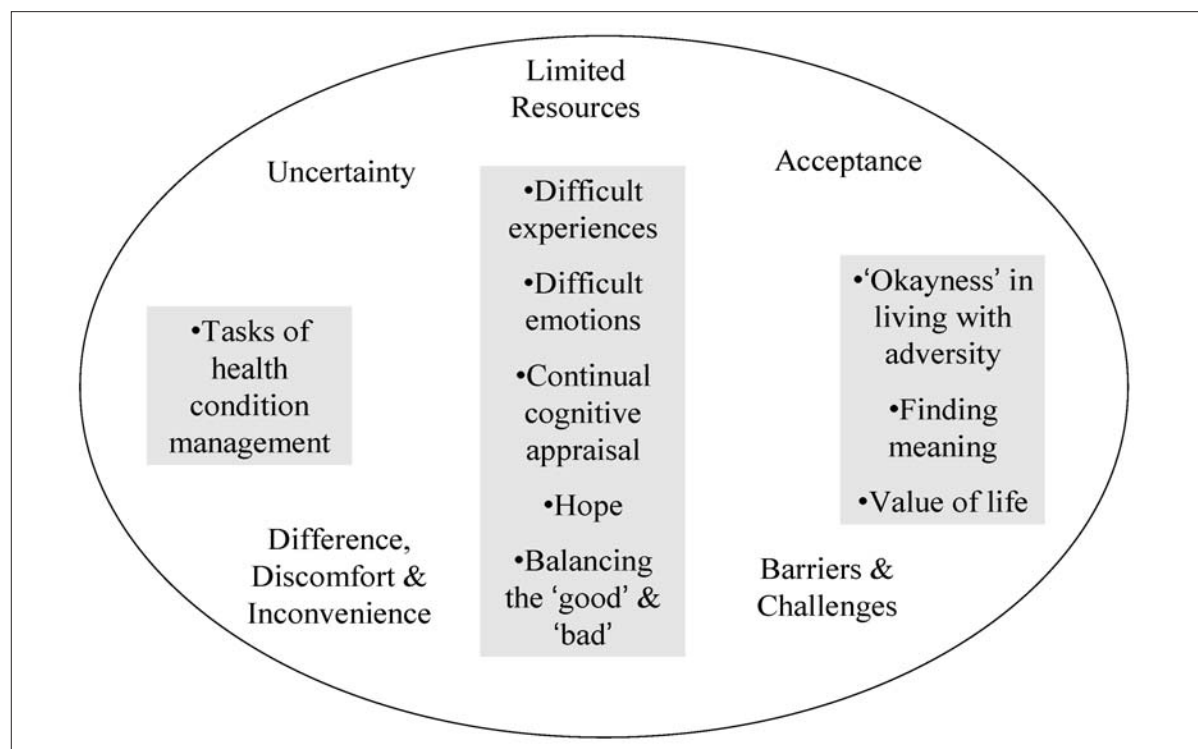 Limited
Resources
Uncertainty
Acceptance
•Difficult
experiences
•Difficult
emotions
•Continual
cognitive
appraisal
•Hope
•Balancing
the ‘good’ &
‘bad’
•Tasks of
health
condition
management
•‘Okayness’ in
living with
adversity
•Finding
meaning
•Value of life
Difference,
Discomfort &
Inconvenience
Barriers &
Challenges